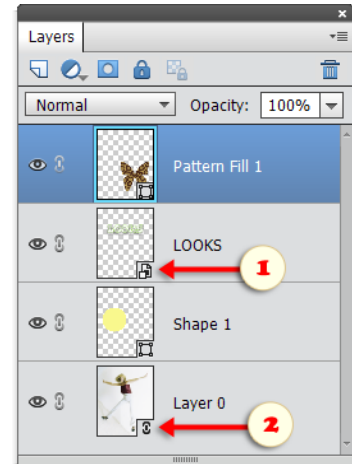 Layers
Normal Opacity: 100%
Pattern Fill 1
LOOKS
1
Shape 1
Layer 0
2